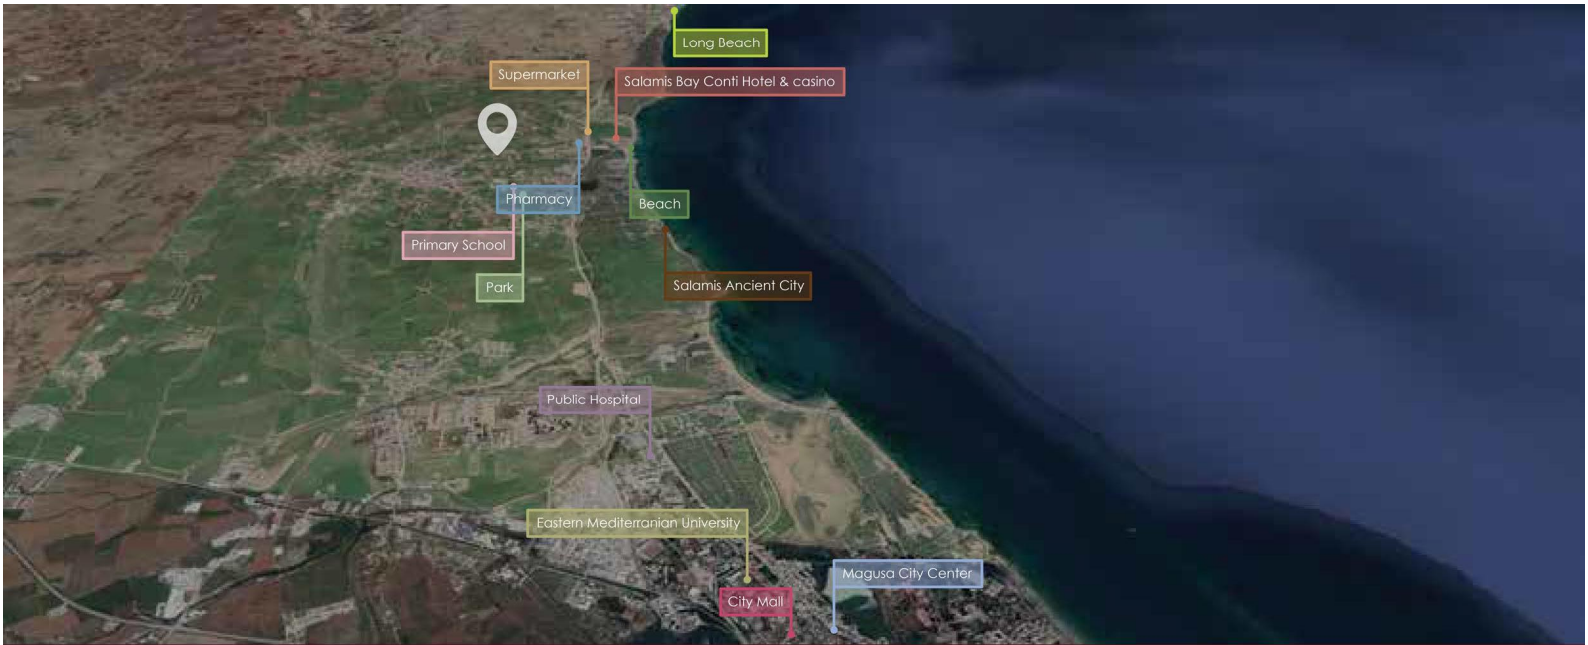 Long Beach
Supermarket
Salamis Bay Conti Hotel & casino
Pharmacy
Beach
Primary School
Park
Salamis Ancient City
Public Hospital
Eastern Mediterranian University
Magusa City Center
City Mall